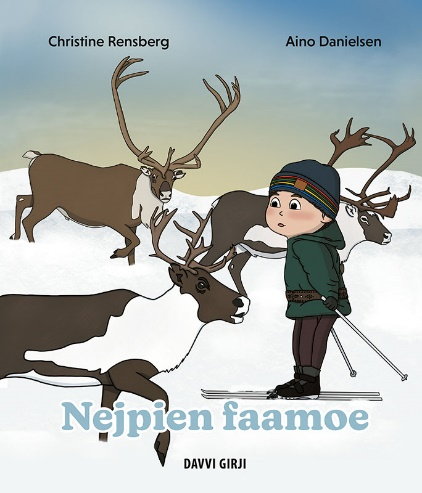 Christine Rensberg Aino Danielsen
Nejpien faamoe
DAVVI GIRJI